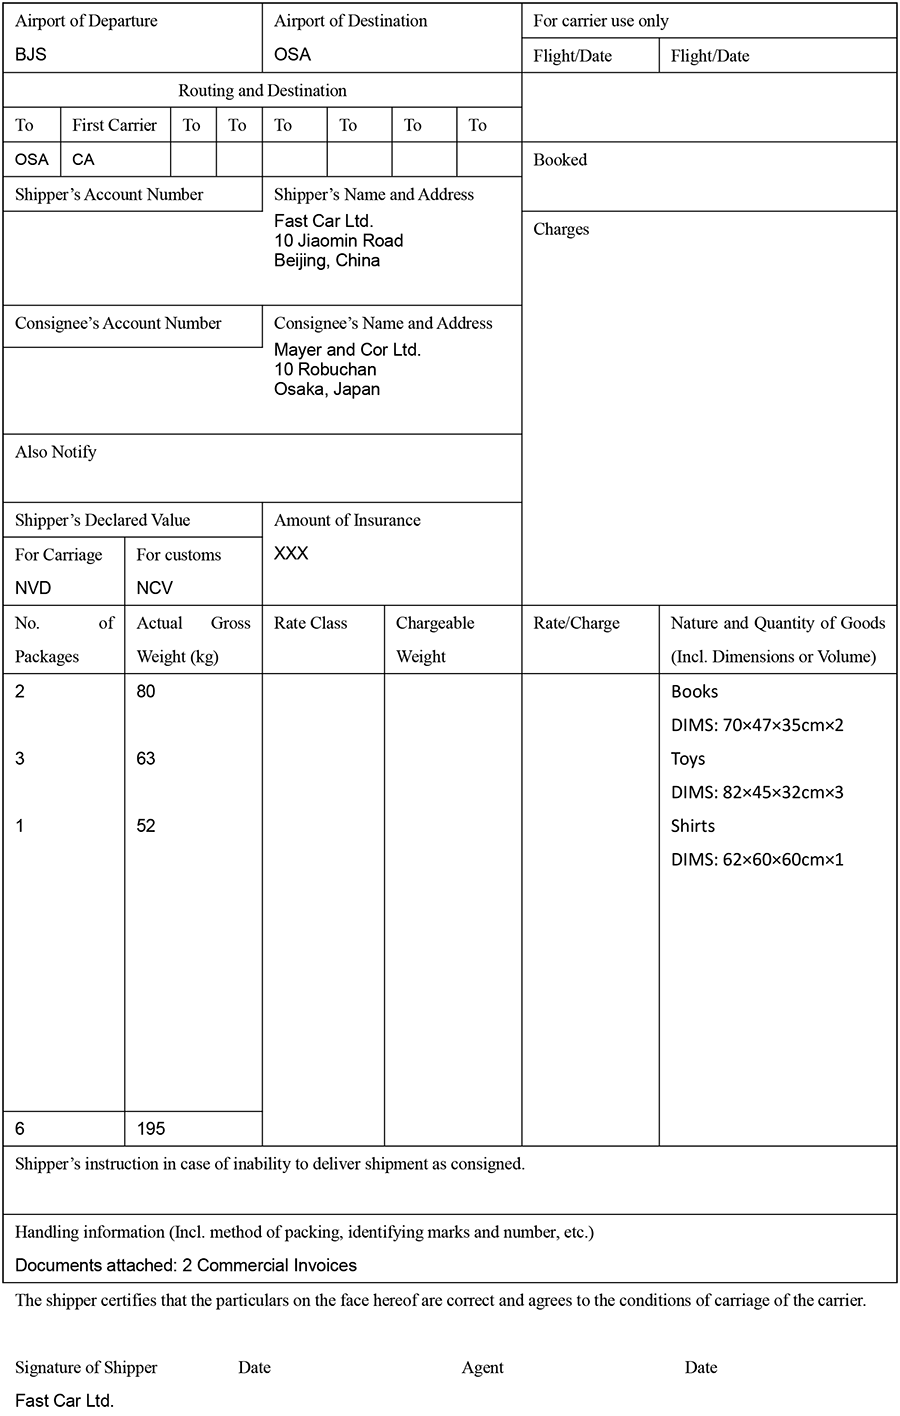 Airport of Departure
BJS
Airport of Destination
OSA
For carrier use only
Flight/Date
Flight/Date
Routing and Destination
To
First Carrier
To
To
To
To
To
To
OSA
CA
Booked
Shipper's Account Number
Shipper's Name and Address
Fast Car Ltd.
10 Jiaomin Road
Beijing, China
Charges
Consignee's Account Number
Consignee's Name and Address
Mayer and Cor Ltd.
10 Robuchan
Osaka, Japan
Also Notify
Shipper's Declared Value
Amount of Insurance
XXX
For Carriage
NVD
For customs
NCV
No. of
Packages
Actual Gross
Weight (kg)
Rate Class
Chargeable
Weight
Rate/Charge
Nature and Quantity of Goods
(Incl. Dimensions or Volume)
2
80
Books
DIMS: 70×47×35cm×2
3
63
Toys
DIMS: 82×45×32cm×3
1
52
Shirts
DIMS: 62×60×60cm×1
6
195
Shipper's instruction in case of inability to deliver shipment as consigned.
Handling information (Incl. method of packing, identifying marks and number, etc.)
Documents attached: 2 Commercial Invoices
The shipper certifies that the particulars on the face hereof are correct and agrees to the conditions of carriage of the carrier.
Signature of Shipper
Date
Agent
Date
Fast Car Ltd.